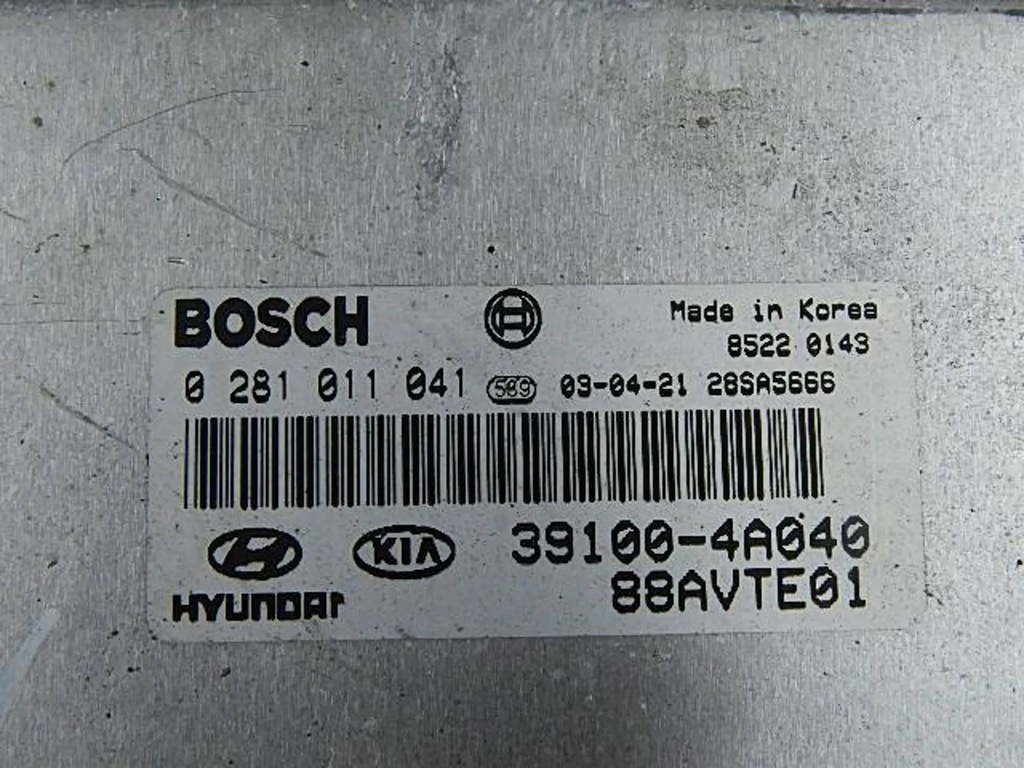 BOSCH
Made in Korea
8522 0143
0 281 011 041 589 03-04-21 28SA5666
KIA 39100-4A040
HYUNDAI 88AVTE01